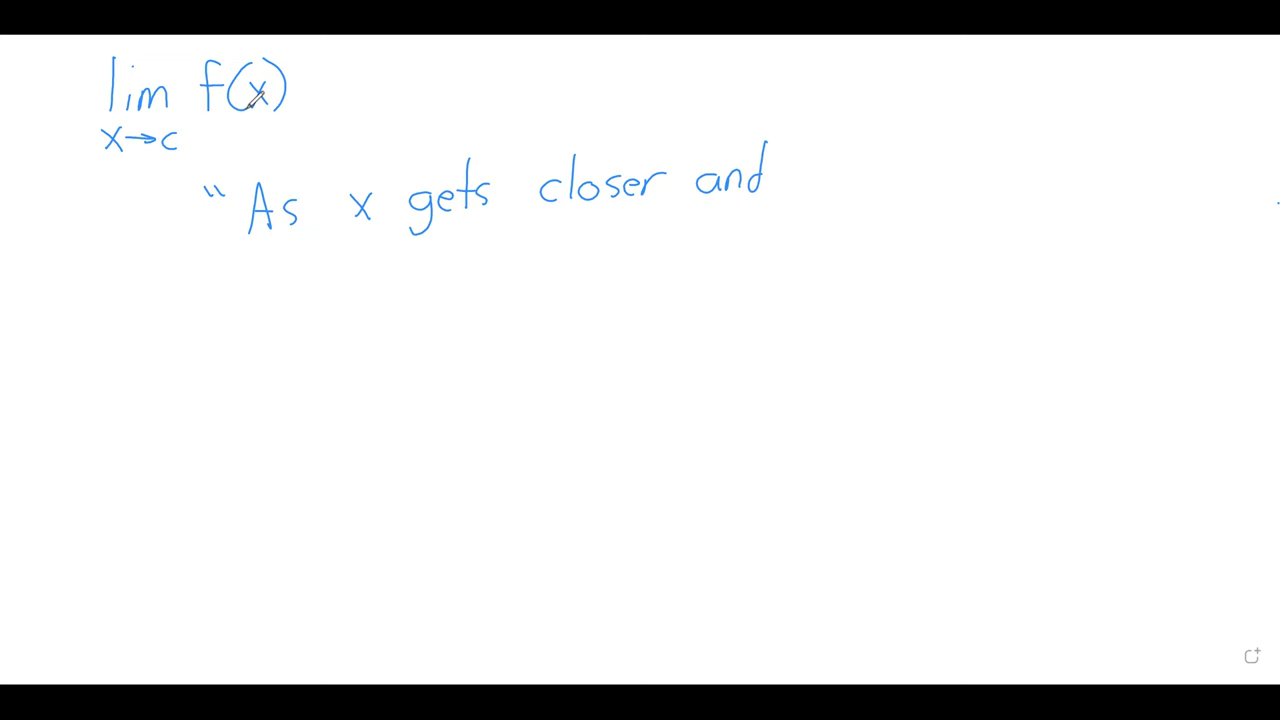 lim f(x)
x→c
“As x gets closer and